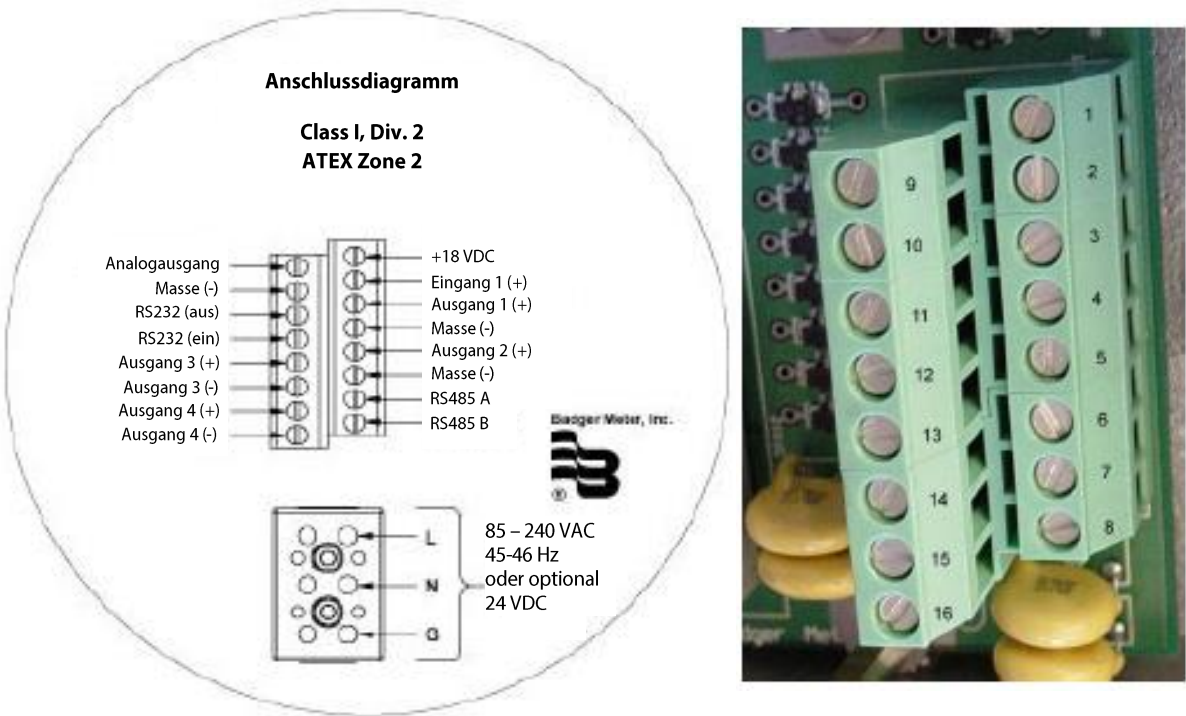 Anschlussdiagramm
Class I, Div. 2
ATEX Zone 2
Analogausgang
Masse (-)
RS232 (aus)
RS232 (ein)
Ausgang 3 (+)
Ausgang 3 (-)
Ausgang 4 (+)
Ausgang 4 (-)
+18 VDC
Eingang 1 (+)
Ausgang 1 (+)
Masse (-)
Ausgang 2 (+)
Masse (-)
RS485 A
RS485 B
Badger Meter, Inc.
®
L
N
G
85 – 240 VAC
45-46 Hz
oder optional
24 VDC
9
10
11
12
13
14
15
16
1
2
3
4
5
6
7
8